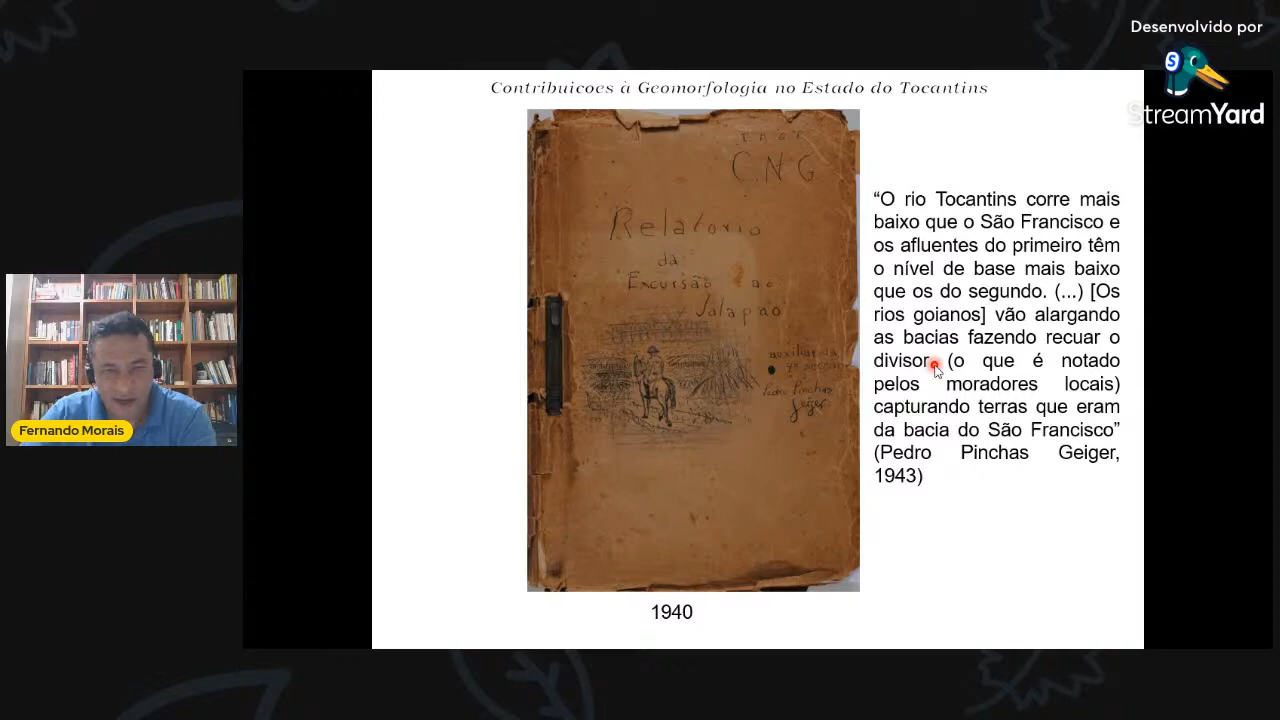 Desenvolvido por
StreamYard
Contribuicoes à Geomorfologia no Estado do Tocantins
C.N.G
Relatorio
da
Excursão ao
Jalapão
auxiliar da
Pedro Pinchas
Geiger
“O rio Tocantins corre mais
baixo que o São Francisco e
os afluentes do primeiro têm
o nível de base mais baixo
que os do segundo. (...) [Os
rios goianos] vão alargando
as bacias fazendo recuar o
divisor (o que é notado
pelos moradores locais)
capturando terras que eram
da bacia do São Francisco”
(Pedro Pinchas Geiger,
1943)
1940
Fernando Morais